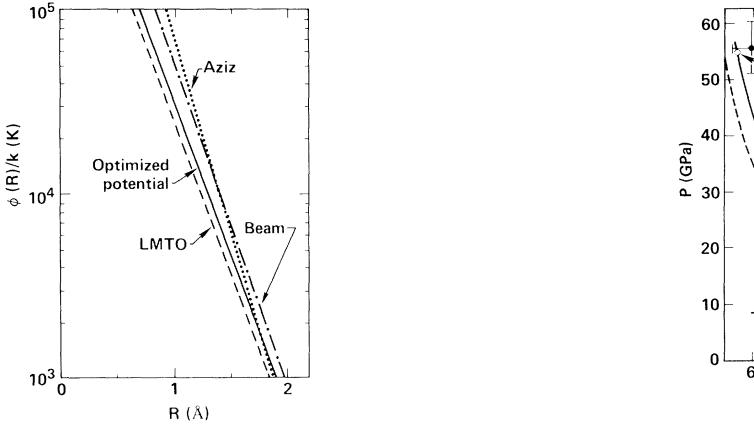 10⁵
10⁴
10³
ϕ (R)/k (K)
Aziz
Optimized
potential
LMTO
Beam
0
1
2
R (Å)
60
50
40
30
20
10
0
P (GPa)
6